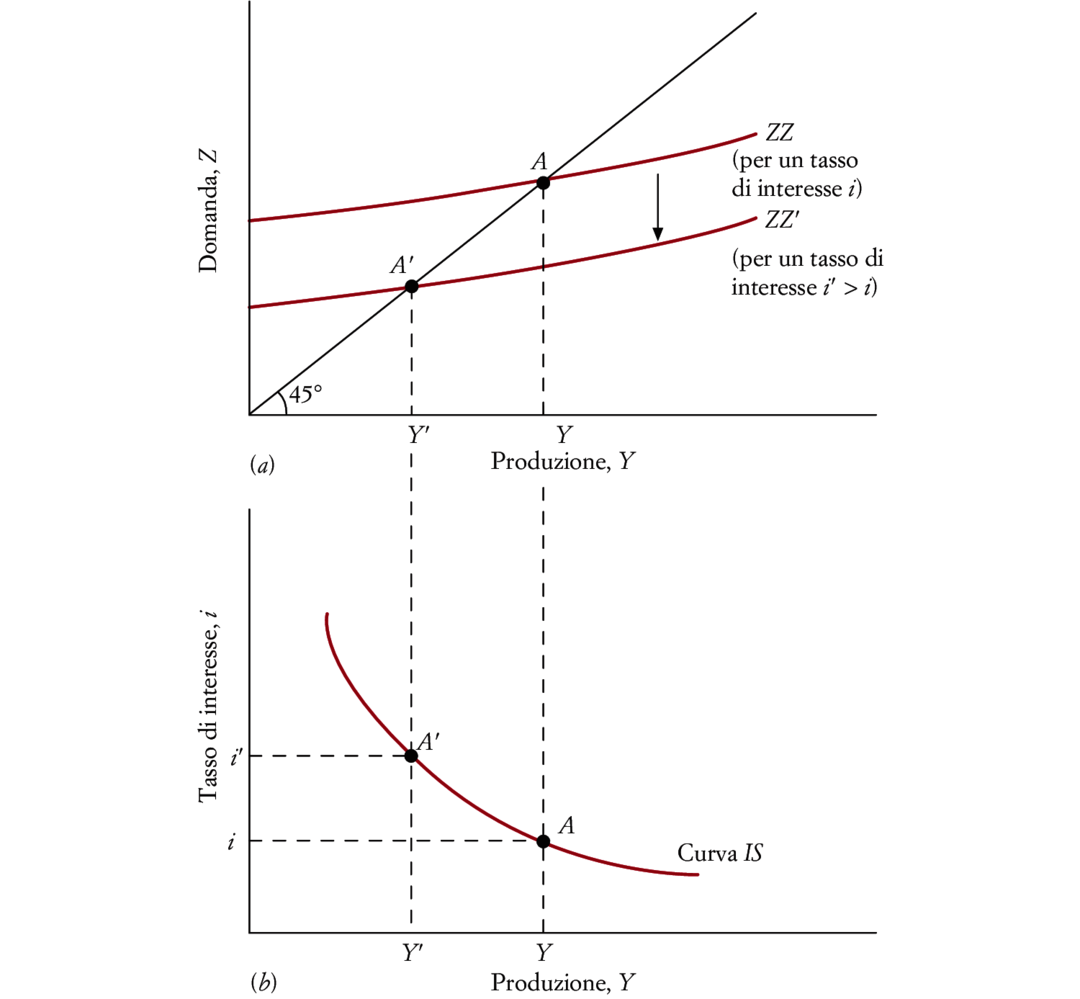 Domanda, Z
ZZ
(per un tasso
di interesse i)
A
ZZ'
(per un tasso di
interesse i' > i)
A'
45°
Y'
Y
Produzione, Y
(a)
Tasso di interesse, i
i'
A'
i
A
Curva IS
Y'
Y
Produzione, Y
(b)